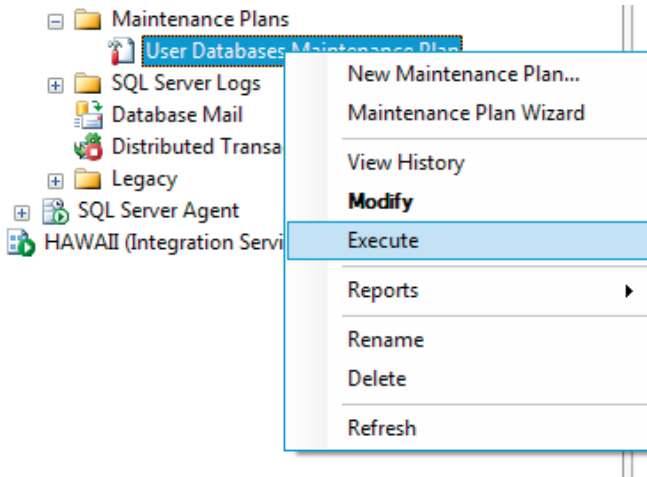 Maintenance Plans
User Databases Maintenance Plan
SQL Server Logs
Database Mail
Distributed Transa
Legacy
SQL Server Agent
HAWAII (Integration Servi
New Maintenance Plan...
Maintenance Plan Wizard
View History
Modify
Execute
Reports
Rename
Delete
Refresh